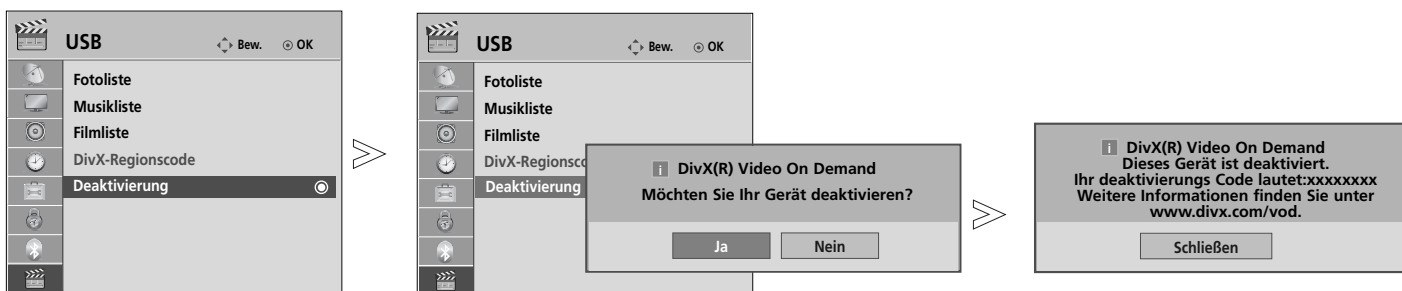 USB
Bew.
OK
Fotoliste
Musikliste
Filmliste
DivX-Regionscode
Deaktivierung
USB
Bew.
OK
Fotoliste
Musikliste
Filmliste
DivX-Regionsco
Deaktivierung
i DivX(R) Video On Demand
Möchten Sie Ihr Gerät deaktivieren?
Ja
Nein
i DivX(R) Video On Demand
Dieses Gerät ist deaktiviert.
Ihr deaktivierungs Code lautet:xxxxxxxx
Weitere Informationen finden Sie unter
www.divx.com/vod.
Schließen